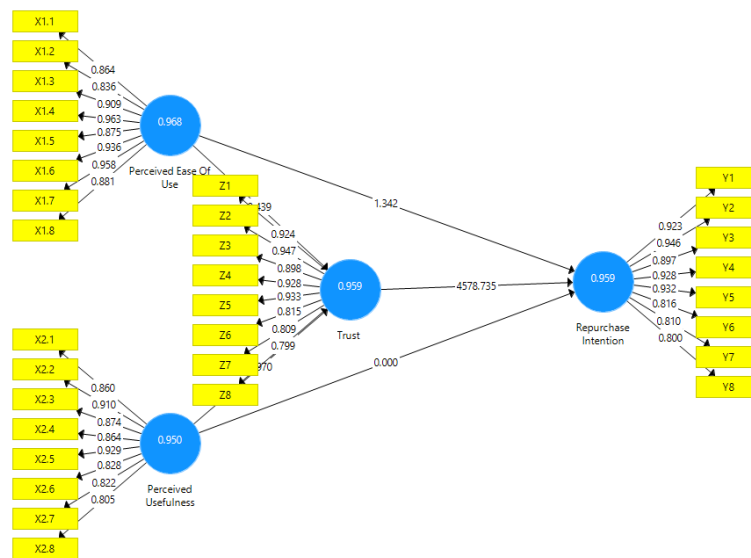 X1.1
X1.2
X1.3
X1.4
X1.5
X1.6
X1.7
X1.8
0.864
0.836
0.909
0.963
0.875
0.936
0.958
0.881
0.968
Perceived Ease Of
Use
Z1
Z2
Z3
Z4
Z5
Z6
Z7
Z8
0.924
0.947
0.898
0.928
0.933
0.815
0.809
0.799
0.959
Trust
1.342
4578.735
0.000
X2.1
X2.2
X2.3
X2.4
X2.5
X2.6
X2.7
X2.8
0.860
0.910
0.874
0.864
0.929
0.828
0.822
0.805
0.950
Perceived
Usefulness
0.959
Repurchase
Intention
0.923
0.946
0.897
0.928
0.932
0.816
0.810
0.800
Y1
Y2
Y3
Y4
Y5
Y6
Y7
Y8